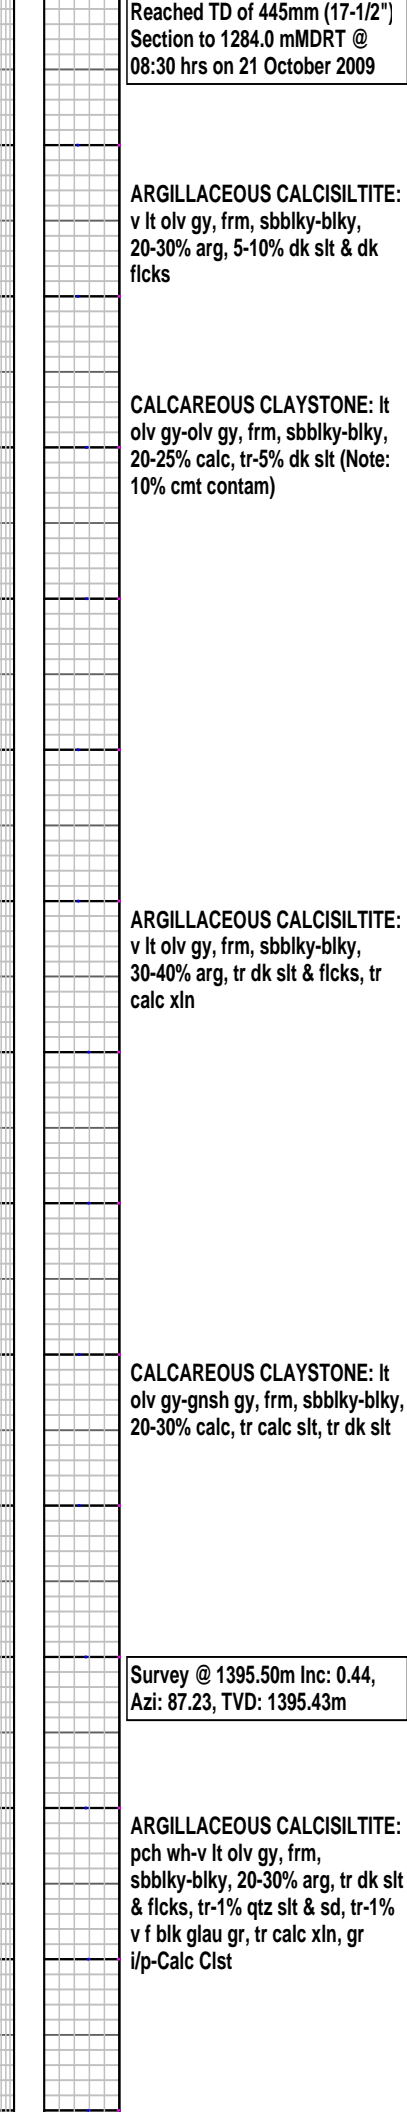 Reached TD of 445mm (17-1/2")
Section to 1284.0 mMDRT @
08:30 hrs on 21 October 2009
ARGILLACEOUS CALCISILTITE:
v lt olv gy, frm, sbblky-blky,
20-30% arg, 5-10% dk slt & dk
flcks
CALCAREOUS CLAYSTONE: lt
olv gy-olv gy, frm, sbblky-blky,
20-25% calc, tr-5% dk slt (Note:
10% cmt contam)
ARGILLACEOUS CALCISILTITE:
v lt olv gy, frm, sbblky-blky,
30-40% arg, tr dk slt & flcks, tr
calc xln
CALCAREOUS CLAYSTONE: lt
olv gy-gnsh gy, frm, sbblky-blky,
20-30% calc, tr calc slt, tr dk slt
Survey @ 1395.50m Inc: 0.44,
Azi: 87.23, TVD: 1395.43m
ARGILLACEOUS CALCISILTITE:
pch wh-v lt olv gy, frm,
sbblky-blky, 20-30% arg, tr dk slt
& flcks, tr-1% qtz slt & sd, tr-1%
v f blk glau gr, tr calc xln, gr
i/p-Calc Clst